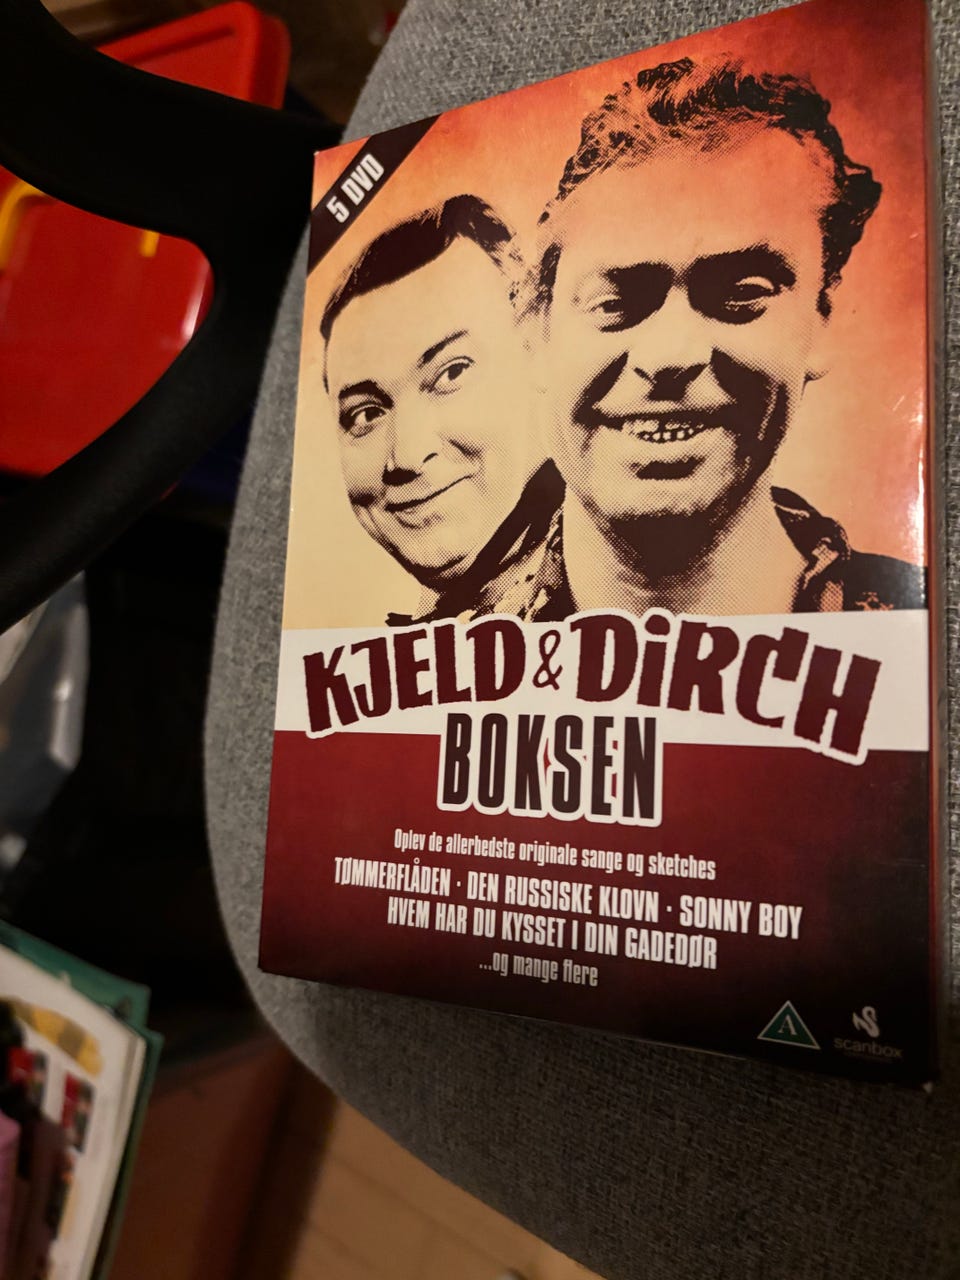 5 DVD
KJELD & DiRCH
BOKSEN
Oplev de allerbedste originale sange og sketches
TØMMERFLÅDEN · DEN RUSSISKE KLOVN · SONNY BOY
HVEM HAR DU KYSSET I DIN GADEDØR
...og mange flere
A
scanbox